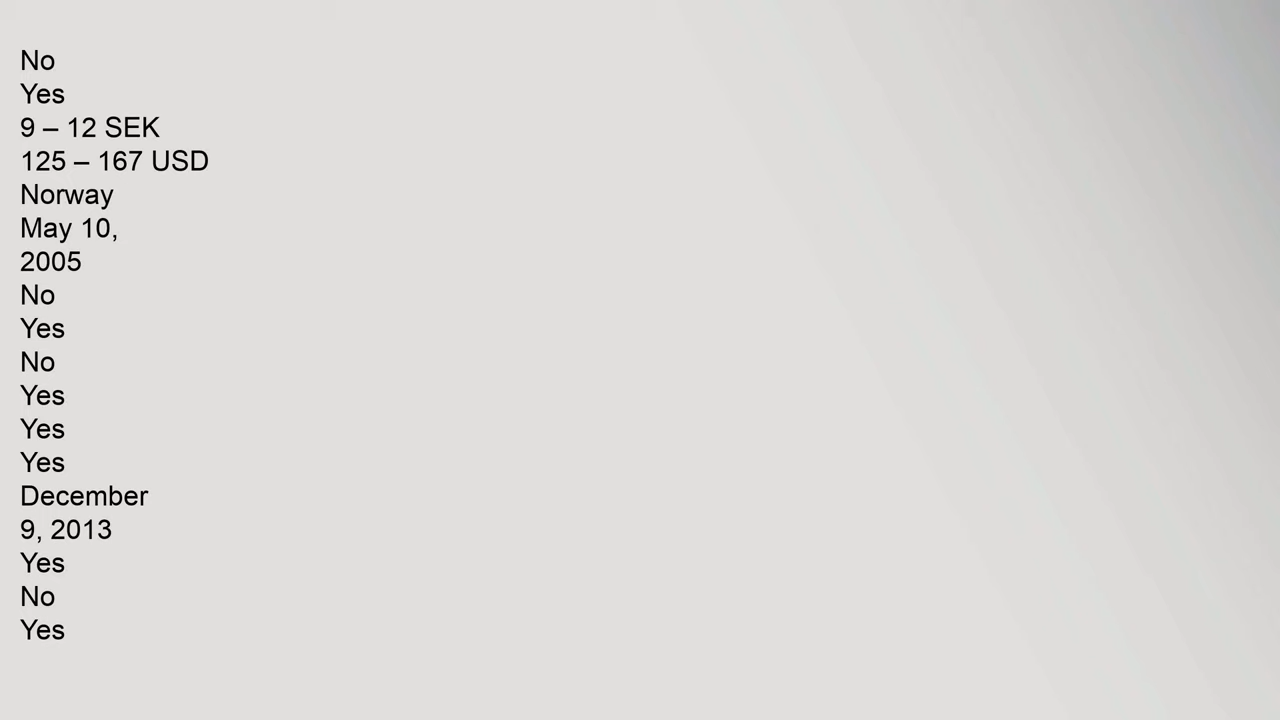 No
Yes
9 – 12 SEK
125 – 167 USD
Norway
May 10,
2005
No
Yes
No
Yes
Yes
Yes
December
9, 2013
Yes
No
Yes